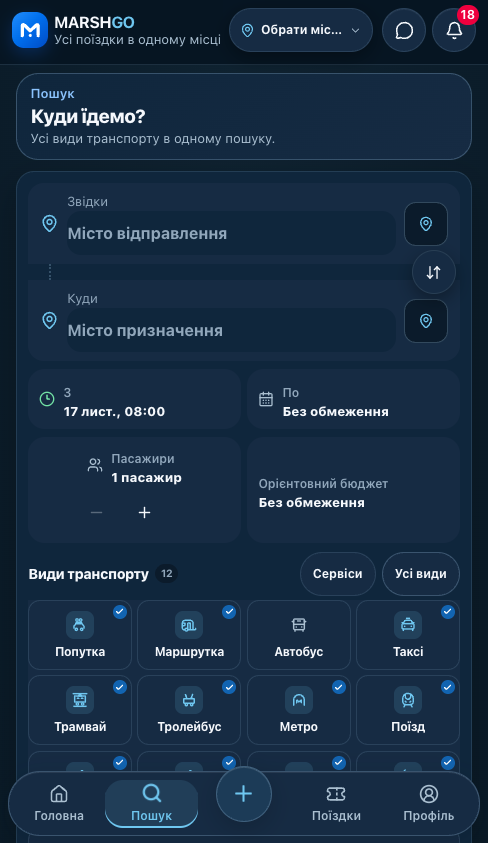 MARSHGO
Усі поїздки в одному місці
Обрати міс...
18
Пошук
Куди їдемо?
Усі види транспорту в одному пошуку.
Звідки
Місто відправлення
Куди
Місто призначення
З
17 лист., 08:00
По
Без обмеження
Пасажири
1 пасажир
Орієнтовний бюджет
Без обмеження
Види транспорту 12
Сервіси
Усі види
Попутка
Маршрутка
Автобус
Таксі
Трамвай
Тролейбус
Метро
Поїзд
Головна
Пошук
Поїздки
Профіль